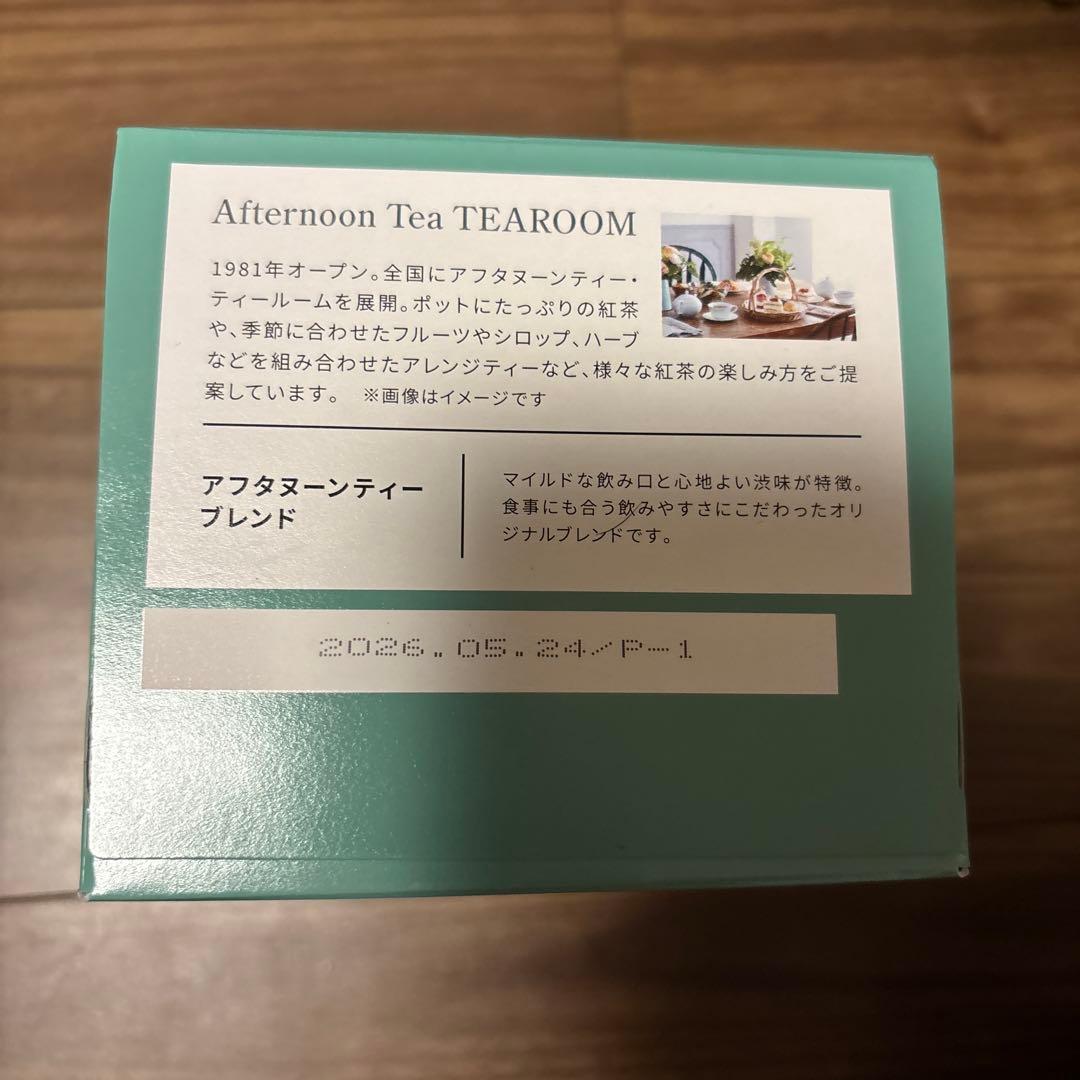 Afternoon Tea TEAROOM
1981年オープン。全国にアフタヌーンティー・
ティールームを展開。ポットにたっぷりの紅茶
や、季節に合わせたフルーツやシロップ、ハーブ
などを組み合わせたアレンジティーなど、様々な紅茶の楽しみ方をご提
案しています。 ※画像はイメージです
アフタヌーンティー
ブレンド
マイルドな飲み口と心地よい渋味が特徴。
食事にも合う飲みやすさにこだわったオリ
ジナルブレンドです。
2026.05.24/P-1